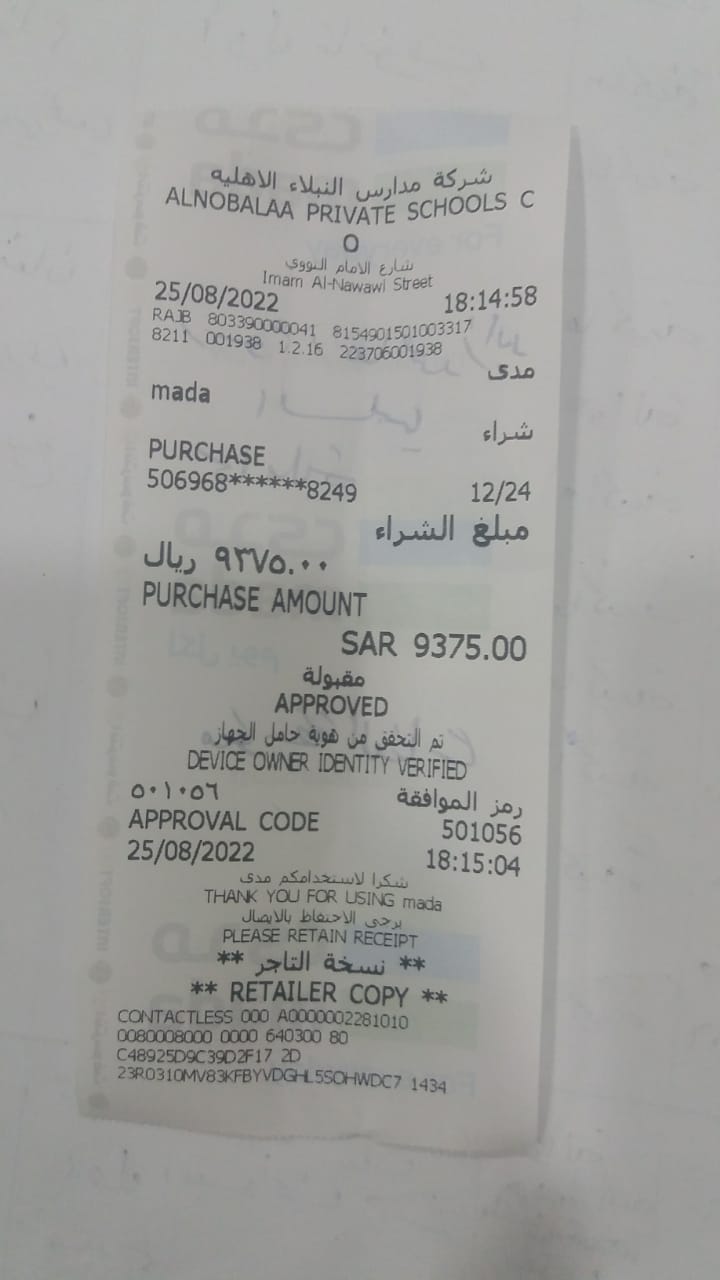 شركة مدارس النبلاء الاهليه
ALNOBALAA PRIVATE SCHOOLS C
O
شارع الامام النووي
Imam Al-Nawawi Street
25/08/2022 18:14:58
RAJB 803390000041 8154901501003317
8211 001938 1.2.16 223706001938
مدى
mada
شراء
PURCHASE
506968******8249 12/24
مبلغ الشراء
٩٣٧٥.٠٠ ريال
PURCHASE AMOUNT
SAR 9375.00
مقبولة
APPROVED
تم التحقق من هوية حامل الجهاز
DEVICE OWNER IDENTITY VERIFIED
رمز الموافقة ٥٠١٠٥٦
APPROVAL CODE 501056
25/08/2022 18:15:04
شكرا لاستخدامكم مدى
THANK YOU FOR USING mada
يرجى الاحتفاظ بالايصال
PLEASE RETAIN RECEIPT
** نسخة التاجر **
** RETAILER COPY **
CONTACTLESS 000 A0000002281010
0080008000 0000 640300 80
C48925D9C39D2F17 2D
23R0310MV83KFBYVDGHL5SOHWDC7 1434